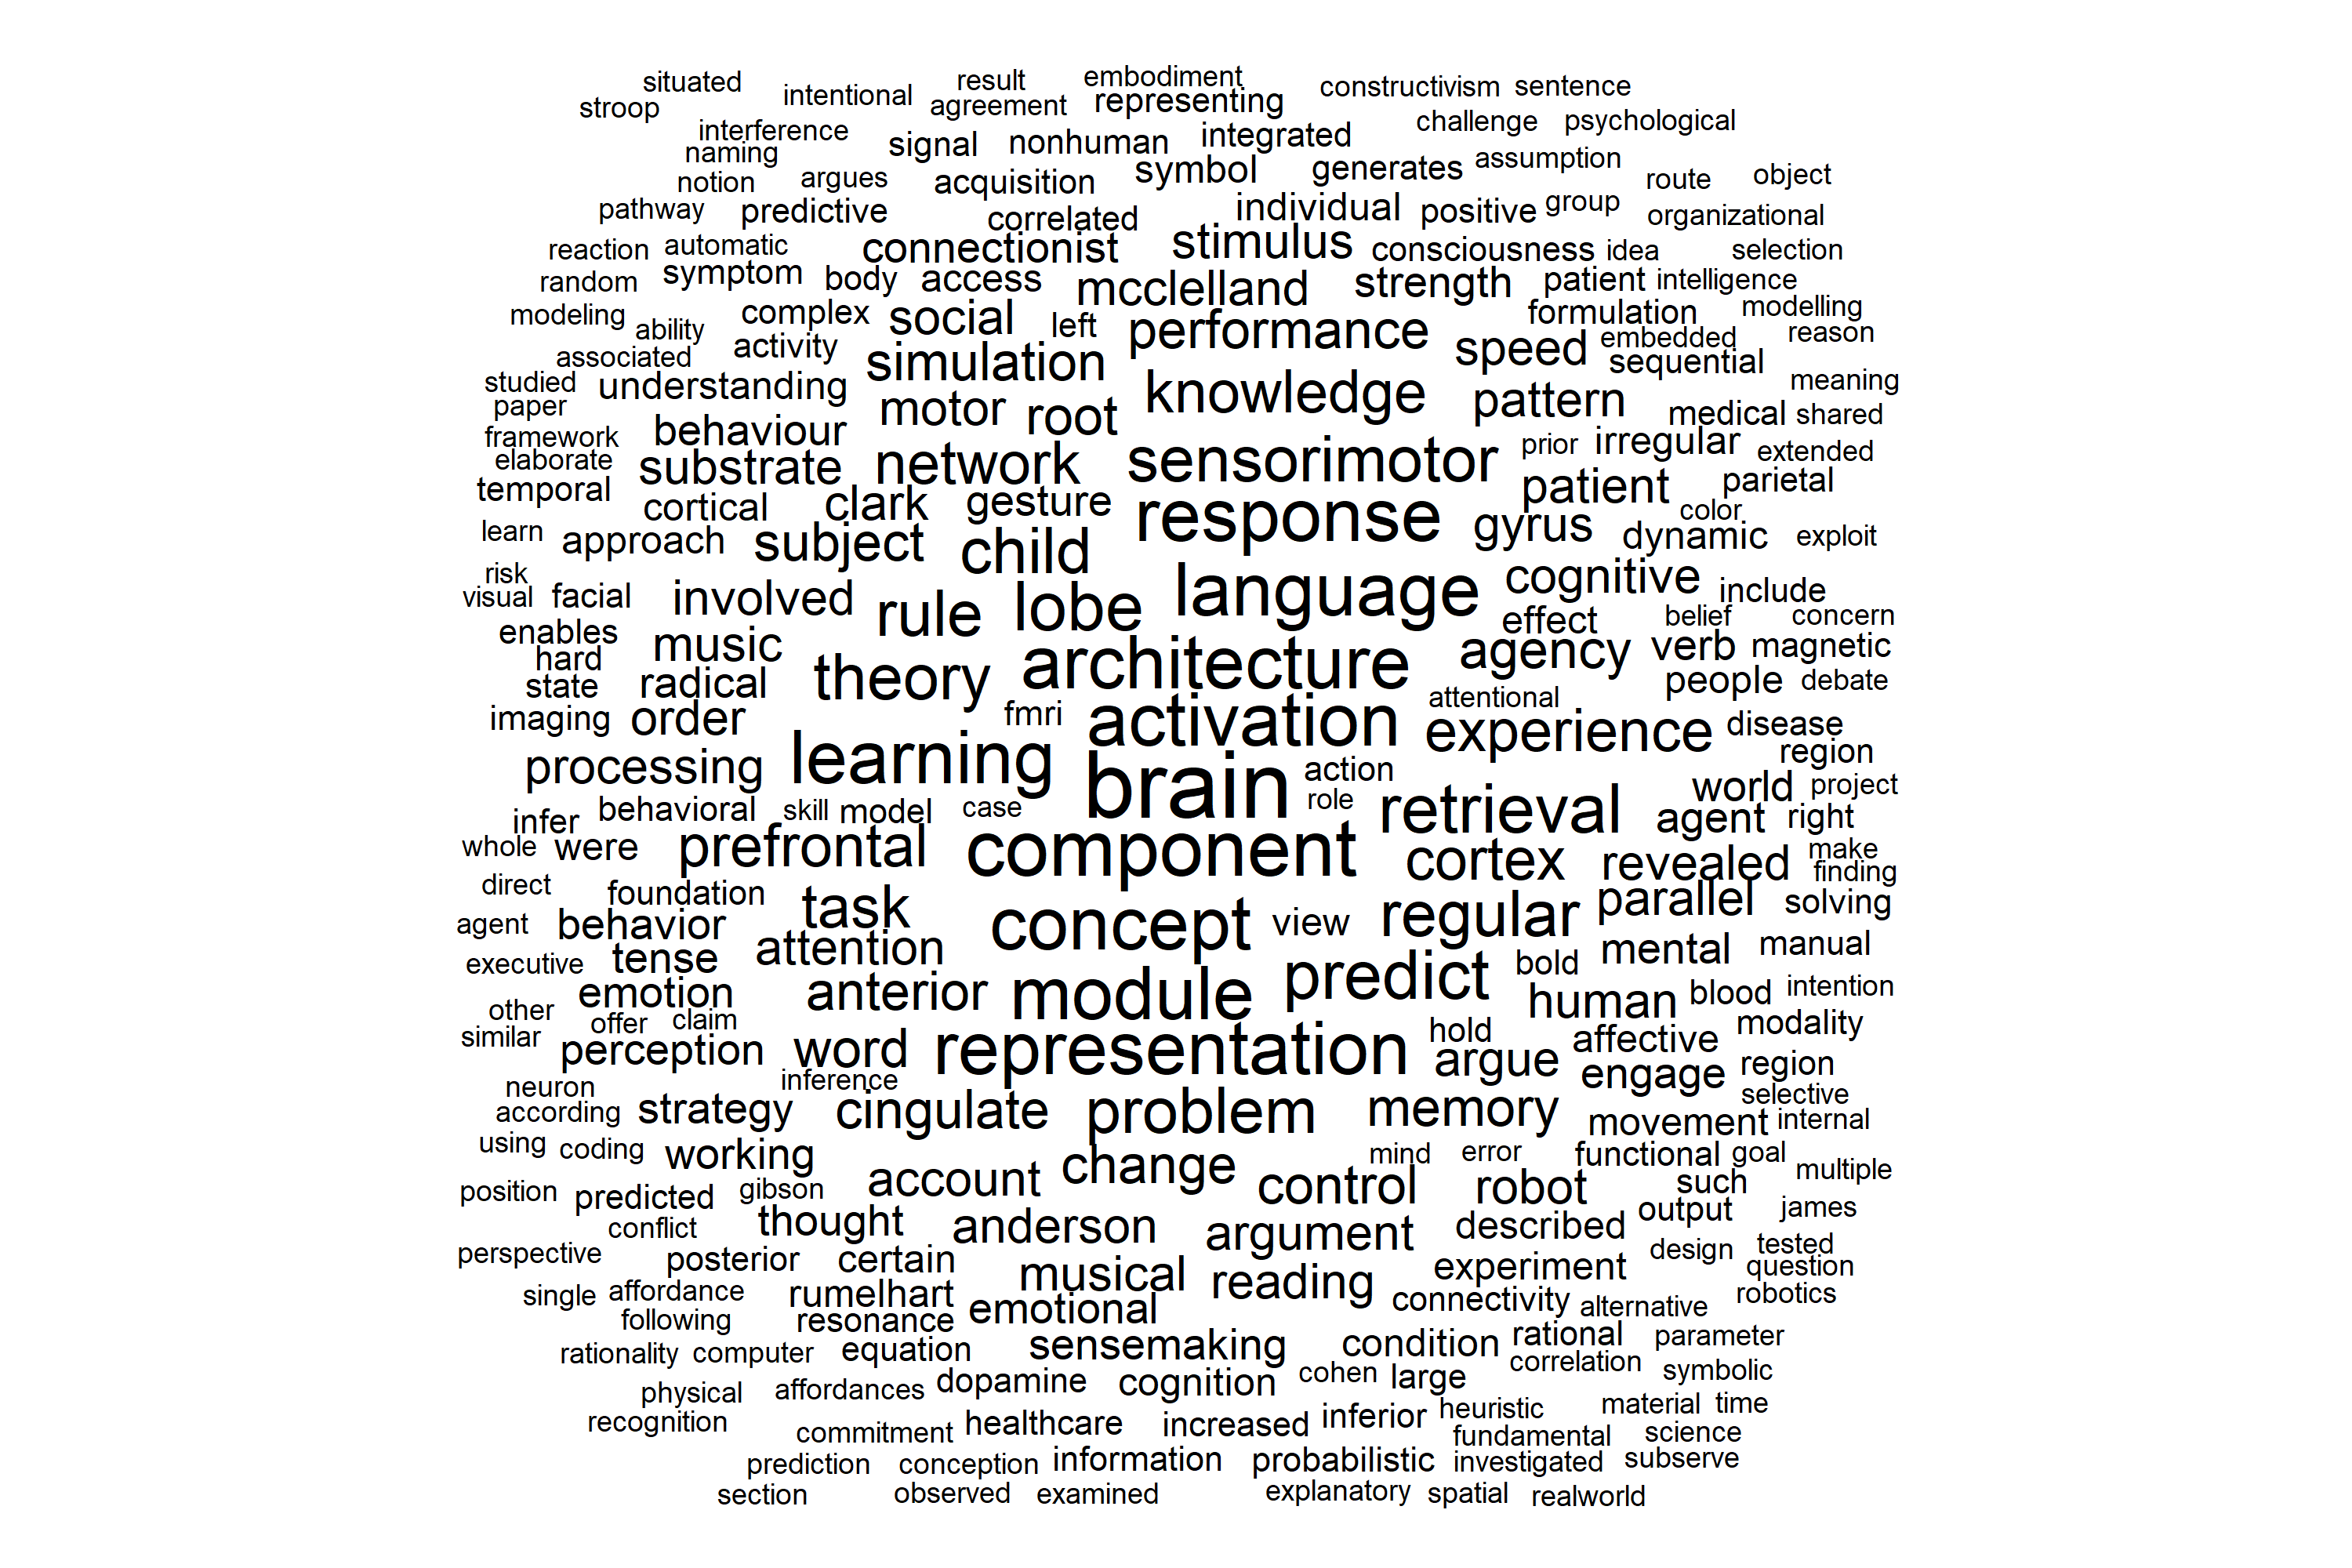 situated intentional result embodiment constructivism sentence
stroop agreement representing
interference signal nonhuman integrated challenge psychological
naming symbol generates assumption
notion argues acquisition route object
pathway predictive correlated individual positive group organizational
reaction automatic connectionist stimulus consciousness idea selection
random symptom body access mcclelland strength patient intelligence
modeling ability complex social left performance formulation modelling
associated activity simulation speed embedded sequential reason
studied understanding knowledge pattern meaning
paper motor root medical shared
framework behaviour network sensorimotor prior irregular extended
elaborate substrate
temporal cortical clark gesture response patient parietal
learn approach subject child gyrus color dynamic exploit
risk
visual facial involved rule lobe language cognitive include
enables music effect belief concern
hard theory architecture agency verb magnetic
state radical people debate
imaging order fmri activation attentional experience disease
processing learning brain action region
infer behavioral skill model case role retrieval world project
agent right
whole were prefrontal component cortex revealed make
finding
direct foundation task concept view regular parallel solving
agent behavior
executive tense attention predict bold mental manual
emotion anterior module human blood intention
other offer claim
similar perception word representation hold argue affective modality
neuron inference engage region
according strategy cingulate problem memory selective
movement internal
using coding working change mind error functional goal
position predicted gibson account control robot such multiple
conflict thought anderson argument described output james
perspective posterior certain experiment design tested
musical reading question
single affordance rumelhart emotional connectivity alternative robotics
following resonance
rationality computer equation sensemaking condition rational parameter
physical affordances dopamine cognition cohen large correlation symbolic
recognition commitment healthcare increased inferior heuristic material time
fundamental science
prediction conception information probabilistic investigated subserve
section observed examined explanatory spatial realworld